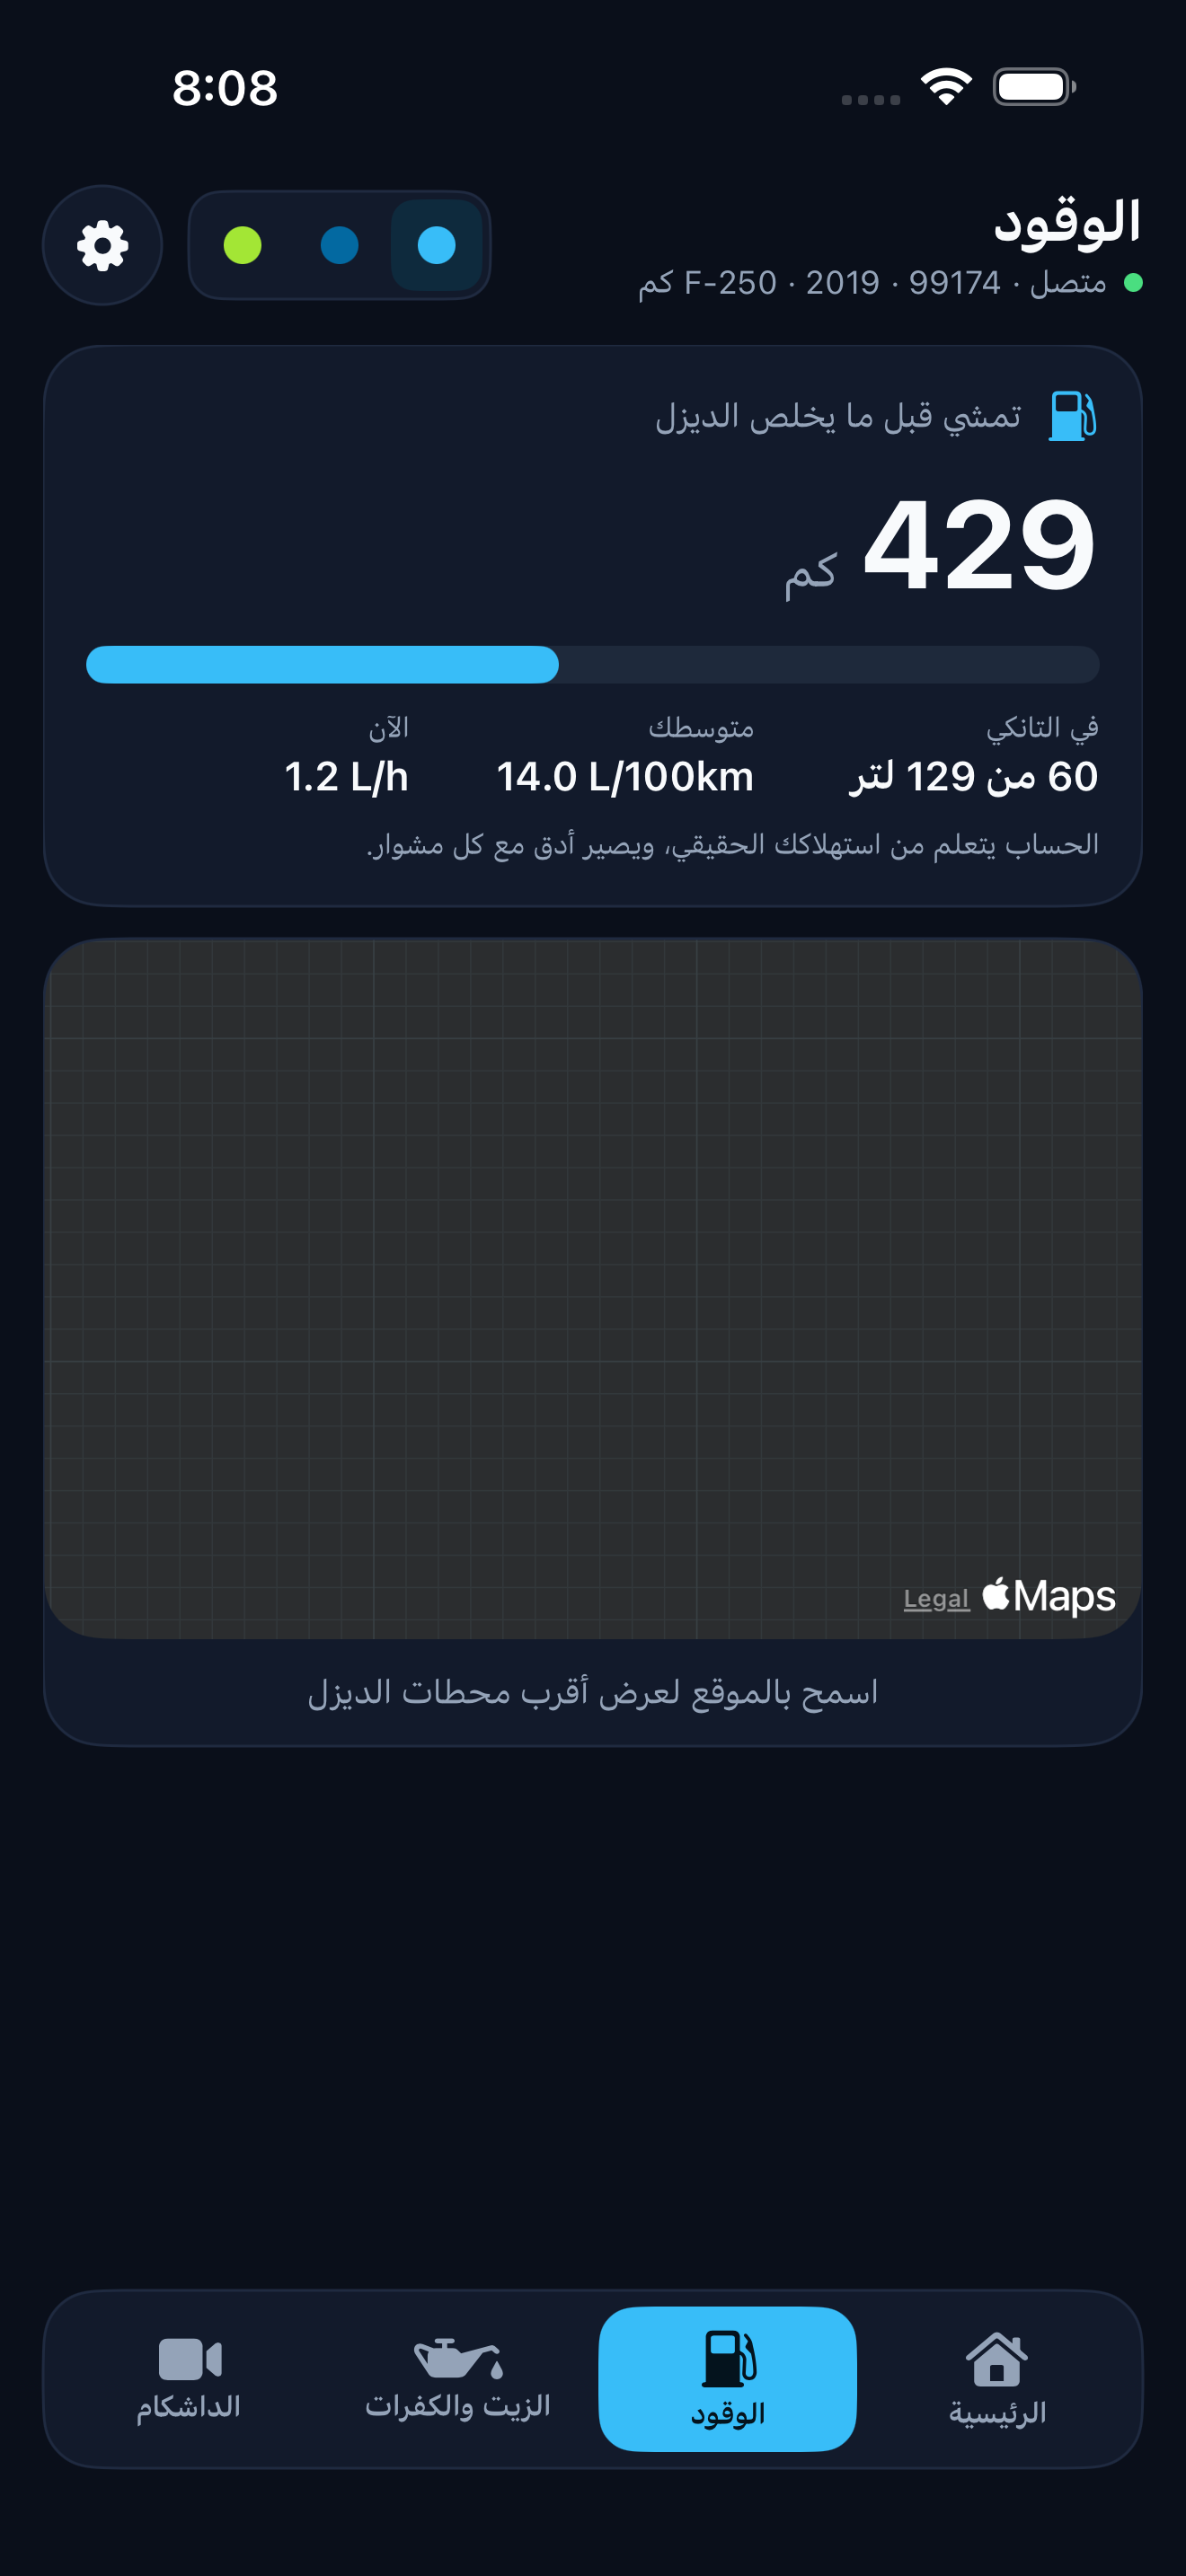 8:08
الوقود
متصل · F-250 · 2019 · 99174 كم
تمشي قبل ما يخلص الديزل
429 كم
في التانكي
60 من 129 لتر
متوسطك
14.0 L/100km
الآن
1.2 L/h
الحساب يتعلم من استهلاكك الحقيقي، ويصير أدق مع كل مشوار.
Legal Maps
اسمح بالموقع لعرض أقرب محطات الديزل
الرئيسية
الوقود
الزيت والكفرات
الداشكام